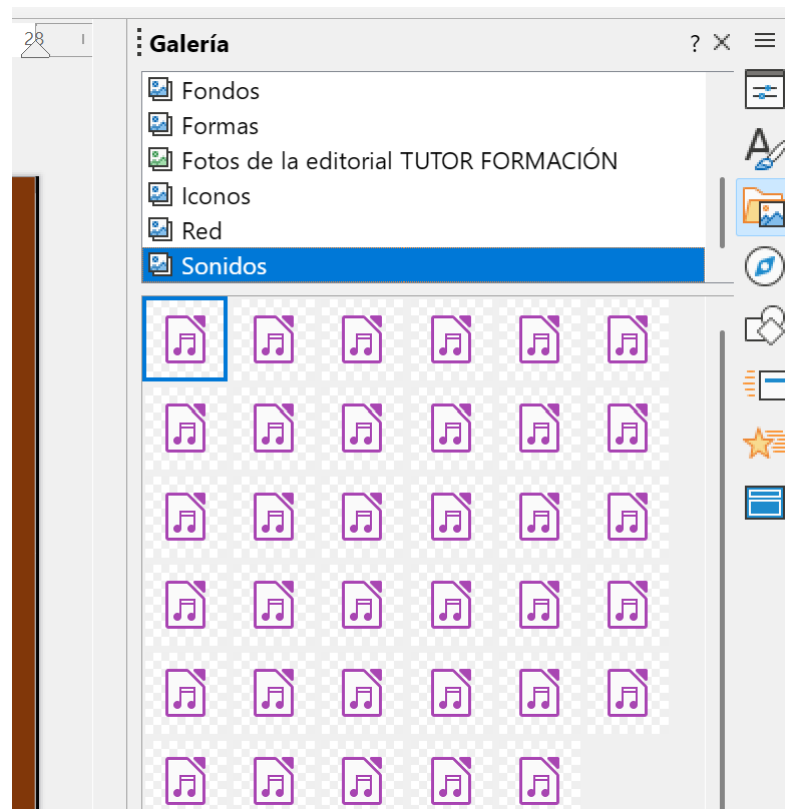 28
Galería
?
Fondos
Formas
Fotos de la editorial TUTOR FORMACIÓN
Iconos
Red
Sonidos